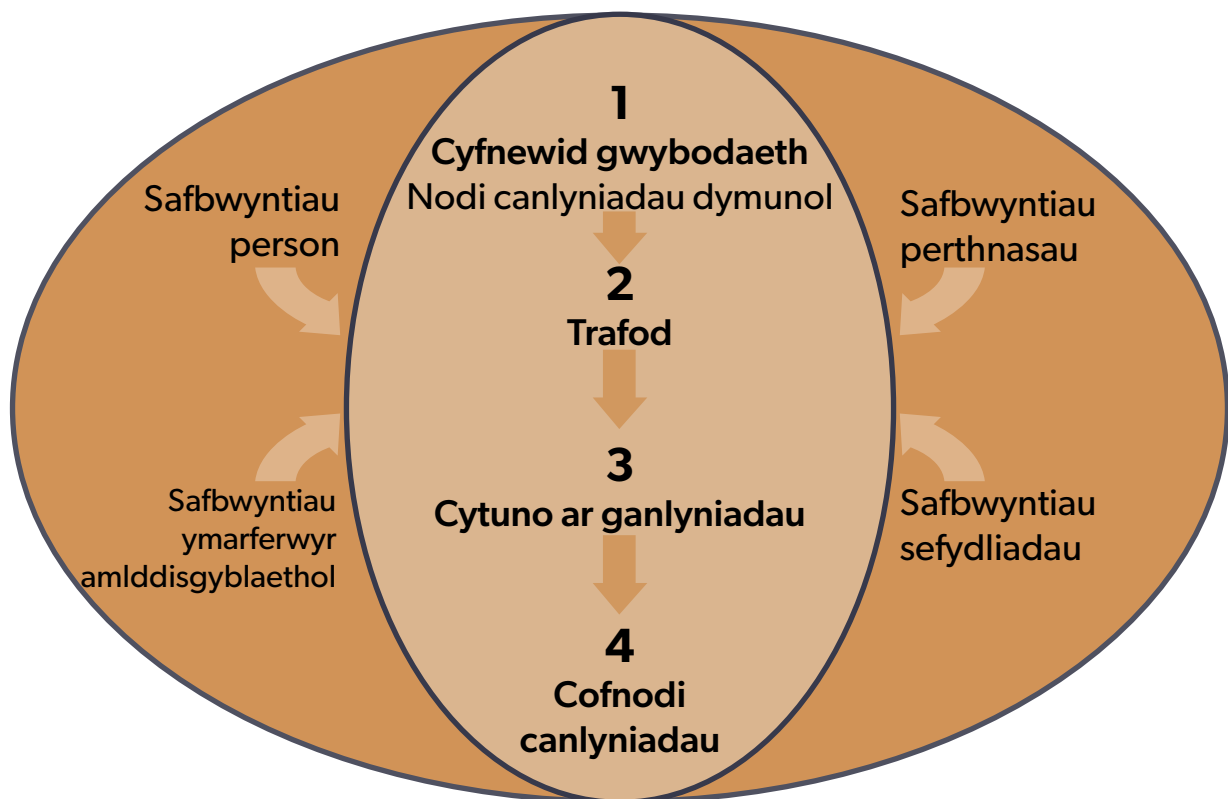 1
Cyfnewid gwybodaeth
Nodi canlyniadau dymunol
Safbwyntiau
person
Safbwyntiau
perthnasau
2
Trafod
3
Cytuno ar ganlyniadau
Safbwyntiau
ymarferwyr
amlddisgyblaethol
Safbwyntiau
sefydliadau
4
Cofnodi
canlyniadau